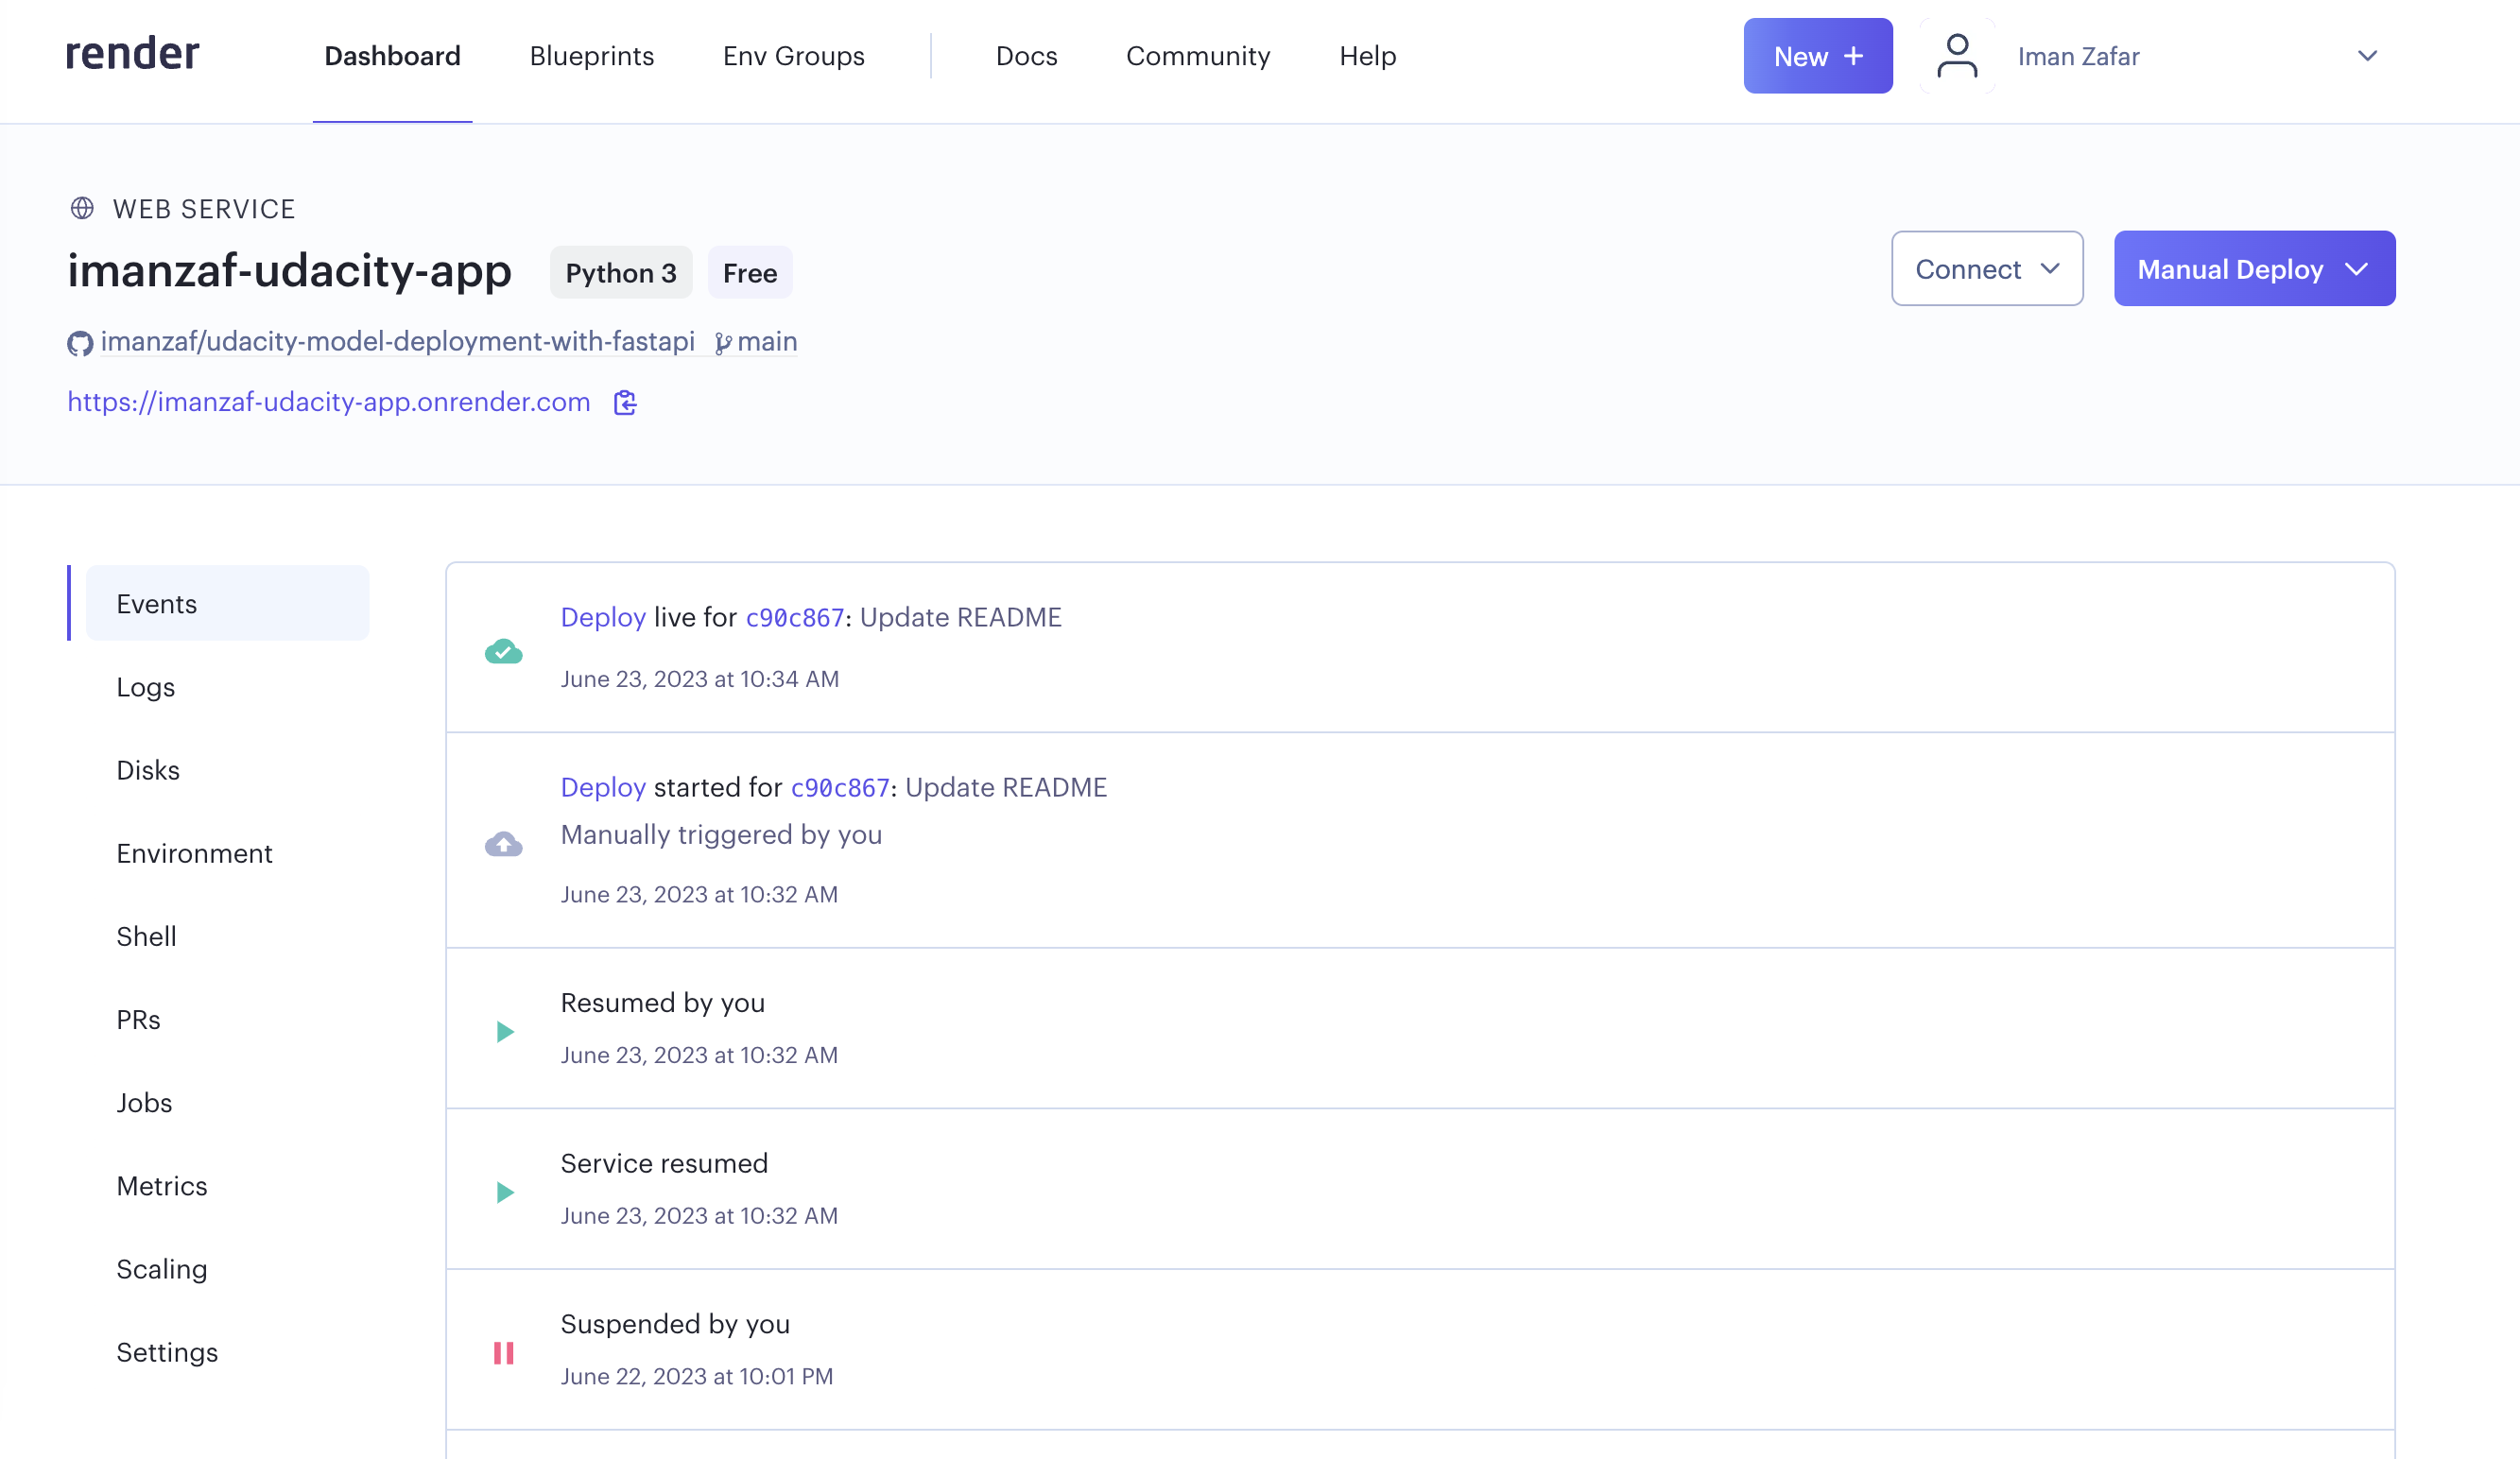 render Dashboard Blueprints Env Groups Docs Community Help New + Iman Zafar
WEB SERVICE
imanzaf-udacity-app Python 3 Free
Connect Manual Deploy
imanzaf/udacity-model-deployment-with-fastapi main
https://imanzaf-udacity-app.onrender.com
Events
Logs
Disks
Environment
Shell
PRs
Jobs
Metrics
Scaling
Settings
Deploy live for c90c867: Update README
June 23, 2023 at 10:34 AM
Deploy started for c90c867: Update README
Manually triggered by you
June 23, 2023 at 10:32 AM
Resumed by you
June 23, 2023 at 10:32 AM
Service resumed
June 23, 2023 at 10:32 AM
Suspended by you
June 22, 2023 at 10:01 PM